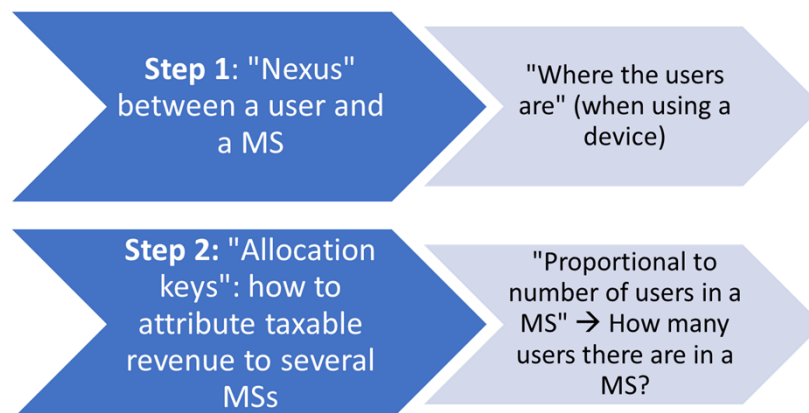 Step 1: "Nexus"
between a user and
a MS
"Where the users
are" (when using a
device)
Step 2: "Allocation
keys": how to
attribute taxable
revenue to several
MSs
"Proportional to
number of users in a
MS" → How many
users there are in a
MS?